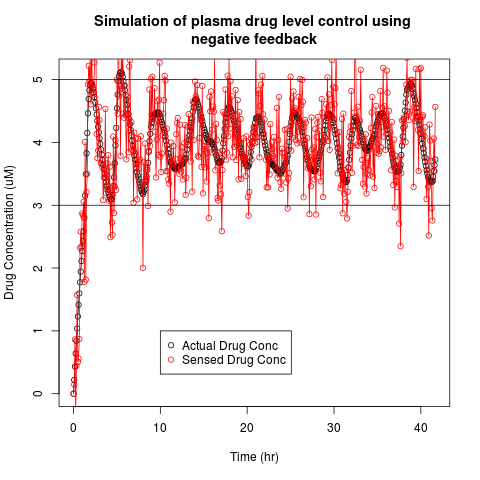 Simulation of plasma drug level control using
negative feedback
Drug Concentration (uM)
5
4
3
2
1
0
Actual Drug Conc
Sensed Drug Conc
0 10 20 30 40
Time (hr)